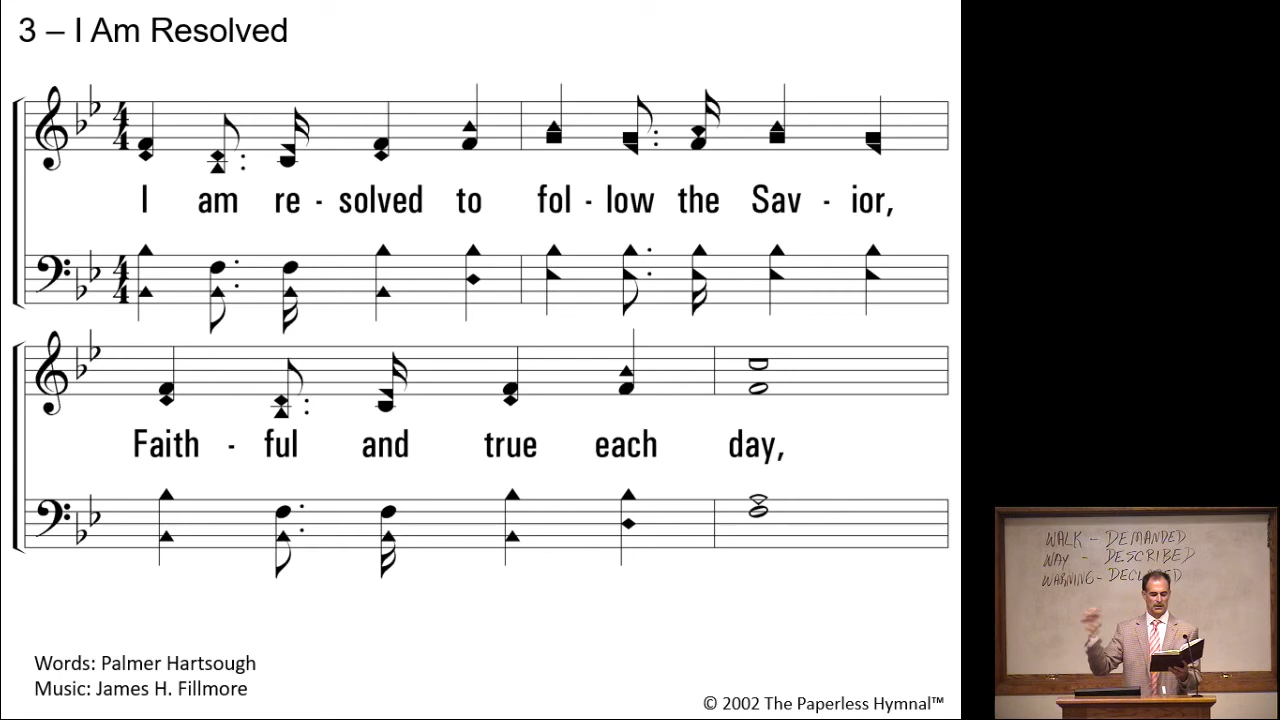 3 – I Am Resolved
I am re - solved to fol - low the Sav - ior,
Faith - ful and true each day,
Words: Palmer Hartsough
Music: James H. Fillmore
© 2002 The Paperless Hymnal™
WALK - DEMANDED
WAY - DESCRIBED
WARNING -